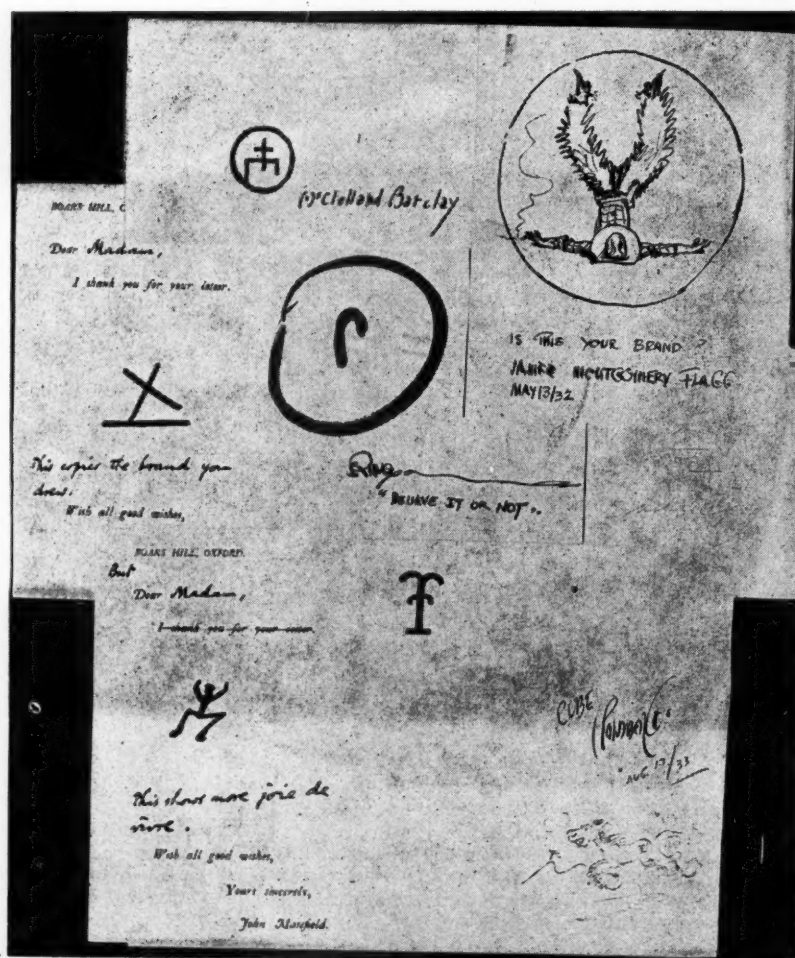 McClelland Barclay
IS THIS YOUR BRAND?
JAMES MONTGOMERY FLAGG
MAY 13/32
BOARS HILL, O
Dear Madam,
I thank you for your letter.
This copies the brand you
drew.
With all good wishes,
"BELIEVE IT OR NOT".
BOARS HILL, OXFORD.
But
Dear Madam,
I thank you for your letter.
This shows more joie de
vivre.
With all good wishes,
Yours sincerely,
John Masefield.
CUBE
AUG 13/33